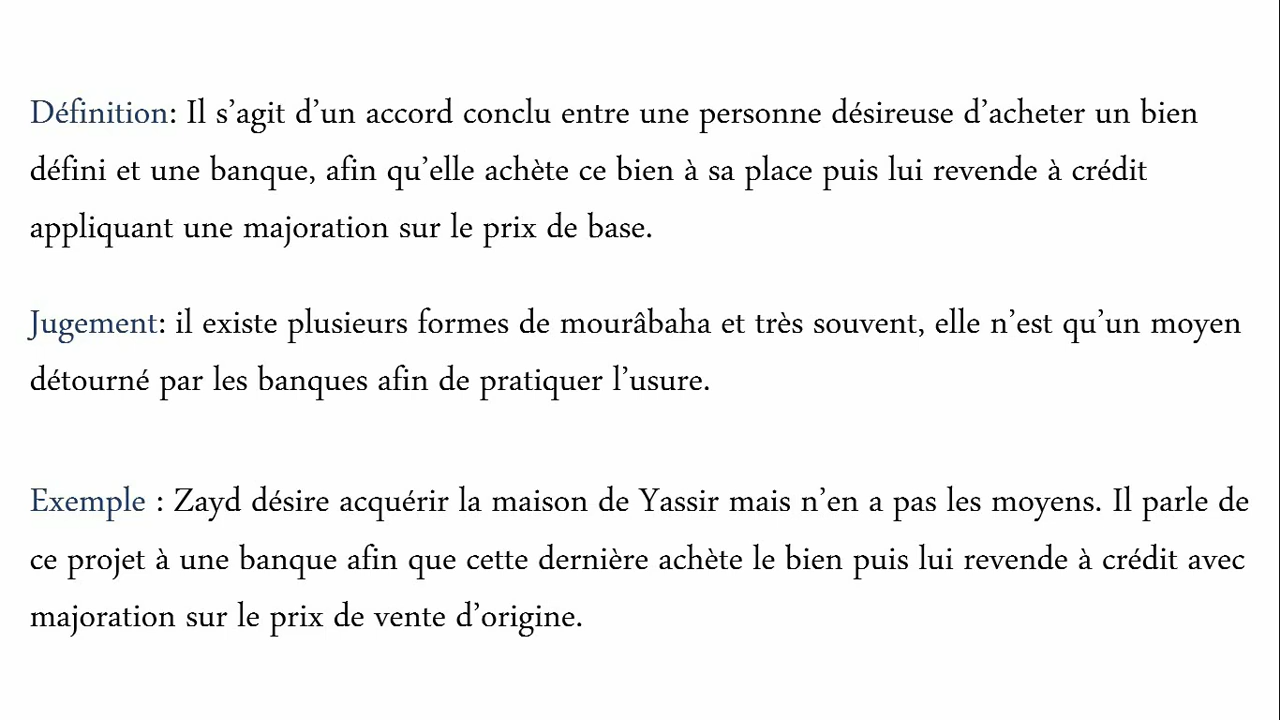 Définition: Il s’agit d’un accord conclu entre une personne désireuse d’acheter un bien
défini et une banque, afin qu’elle achète ce bien à sa place puis lui revende à crédit
appliquant une majoration sur le prix de base.
Jugement: il existe plusieurs formes de mourâbaha et très souvent, elle n’est qu’un moyen
détourné par les banques afin de pratiquer l’usure.
Exemple : Zayd désire acquérir la maison de Yassir mais n’en a pas les moyens. Il parle de
ce projet à une banque afin que cette dernière achète le bien puis lui revende à crédit avec
majoration sur le prix de vente d’origine.